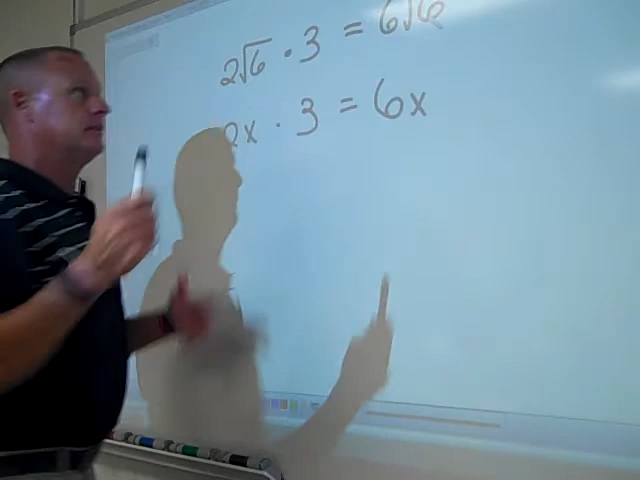 2√6 · 3 = 6√6
2x · 3 = 6x